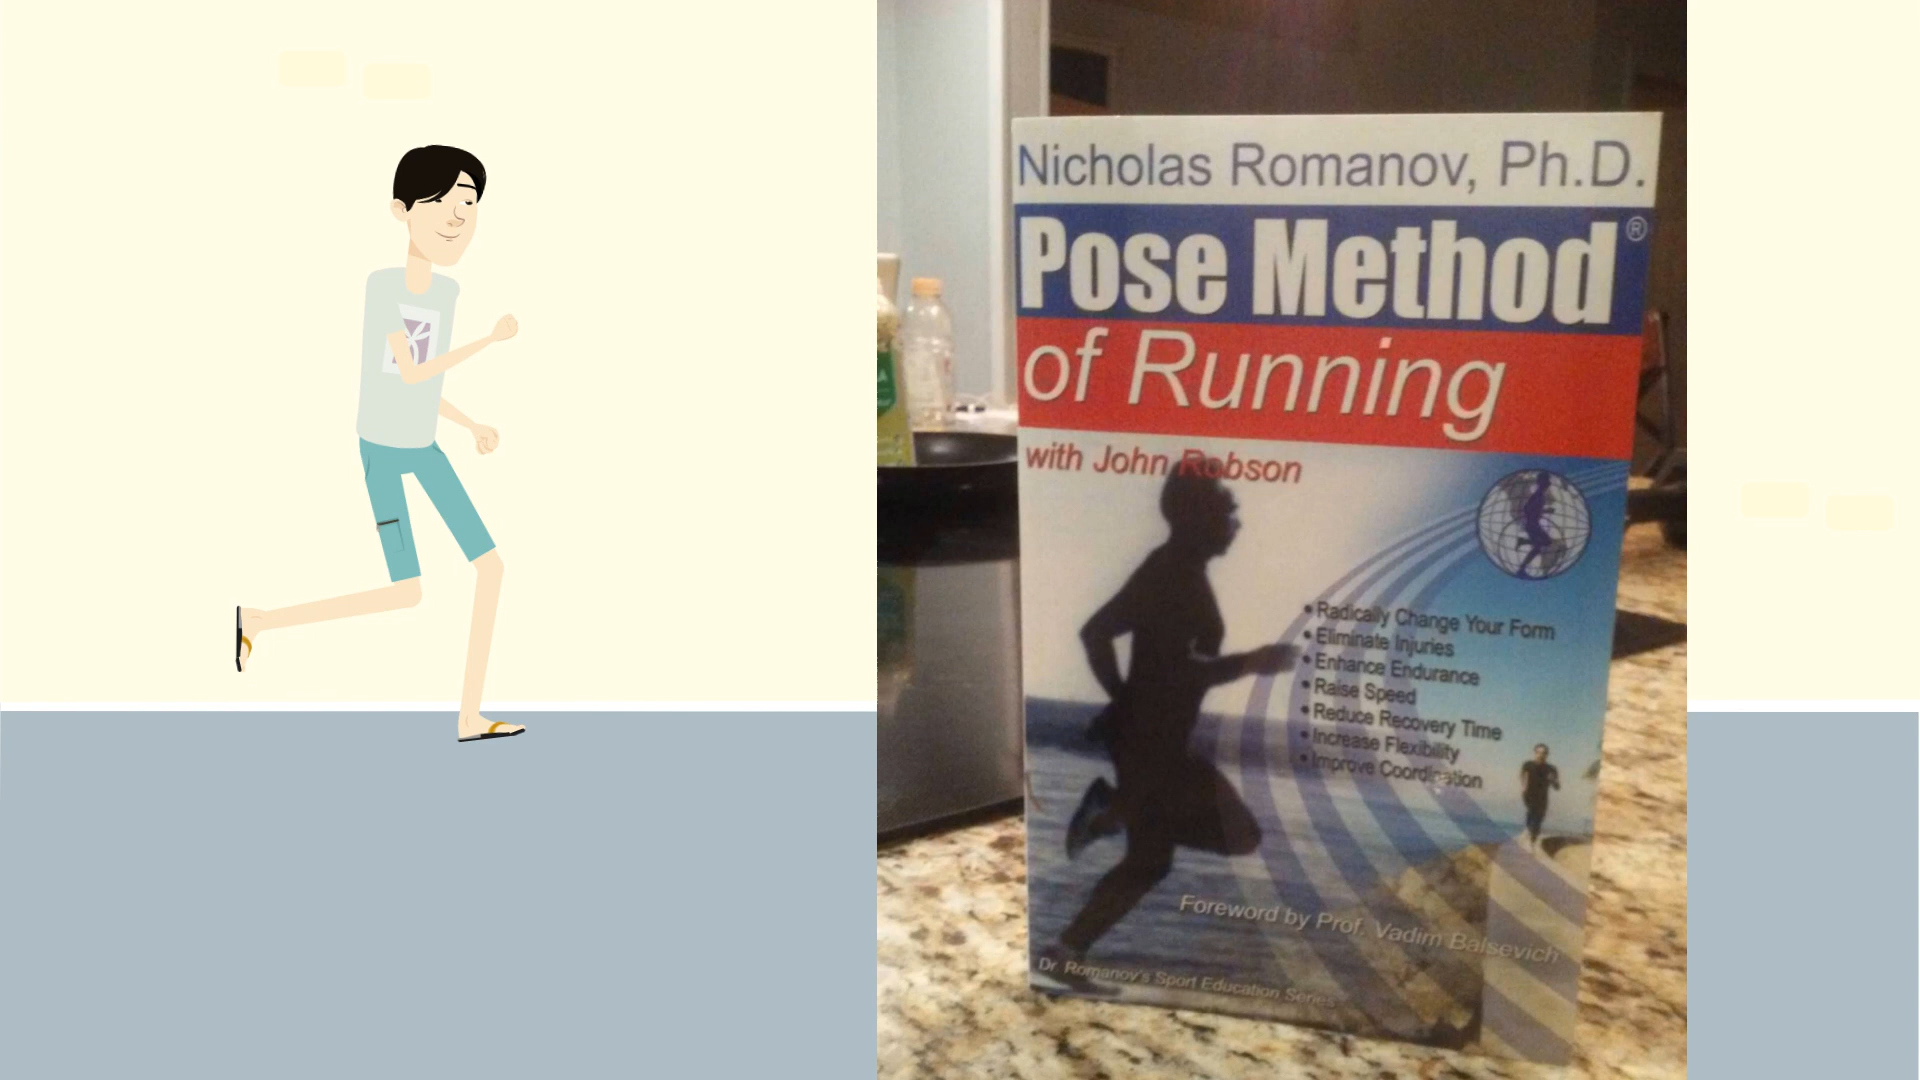 Nicholas Romanov, Ph.D.
Pose Method®
of Running
with John Robson
• Radically Change Your Form
• Eliminate Injuries
• Enhance Endurance
• Raise Speed
• Reduce Recovery Time
• Increase Flexibility
• Improve Coordination
Foreword by Prof. Vadim Balsevich
Dr. Romanov's Sport Education Series